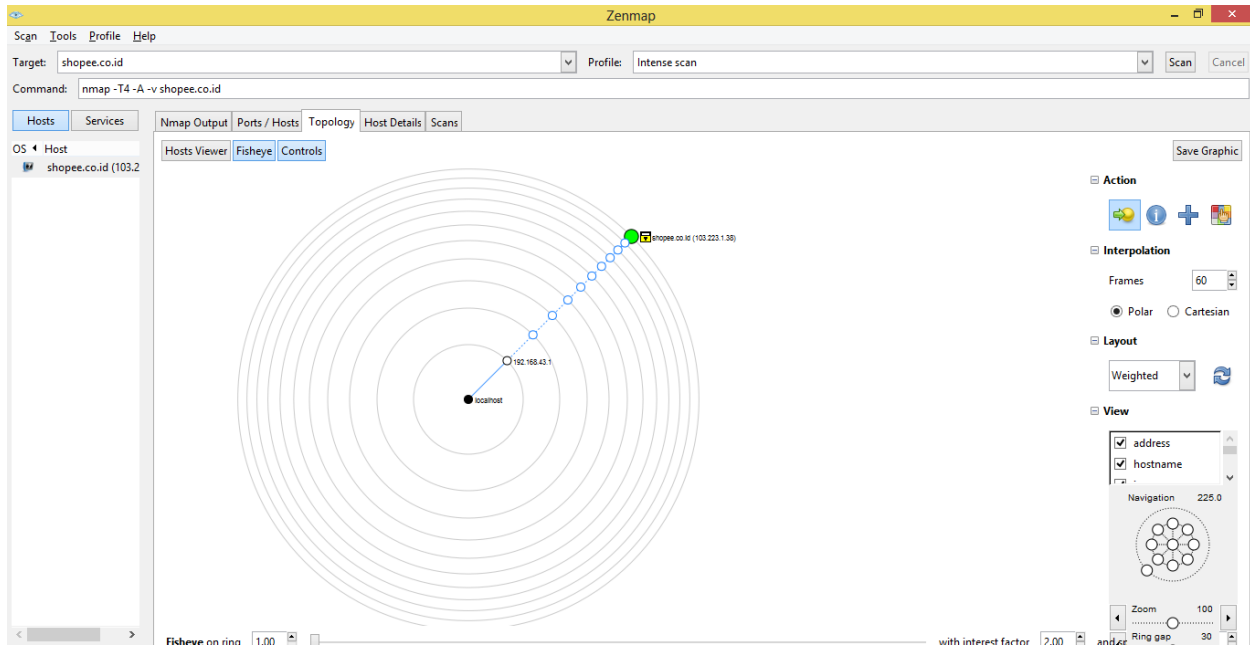 Zenmap
Scan Tools Profile Help
Target: shopee.co.id Profile: Intense scan Scan Cancel
Command: nmap -T4 -A -v shopee.co.id
Hosts Services Nmap Output Ports / Hosts Topology Host Details Scans
OS Host
shopee.co.id (103.2
Hosts Viewer Fisheye Controls Save Graphic
shopee.co.id (103.223.1.38)
192.168.43.1
localhost
Action
Interpolation
Frames 60
Polar Cartesian
Layout
Weighted
View
address
hostname
Navigation 225.0
Zoom 100
Ring gap 30
Fisheye on ring 1.00 with interest factor 2.00